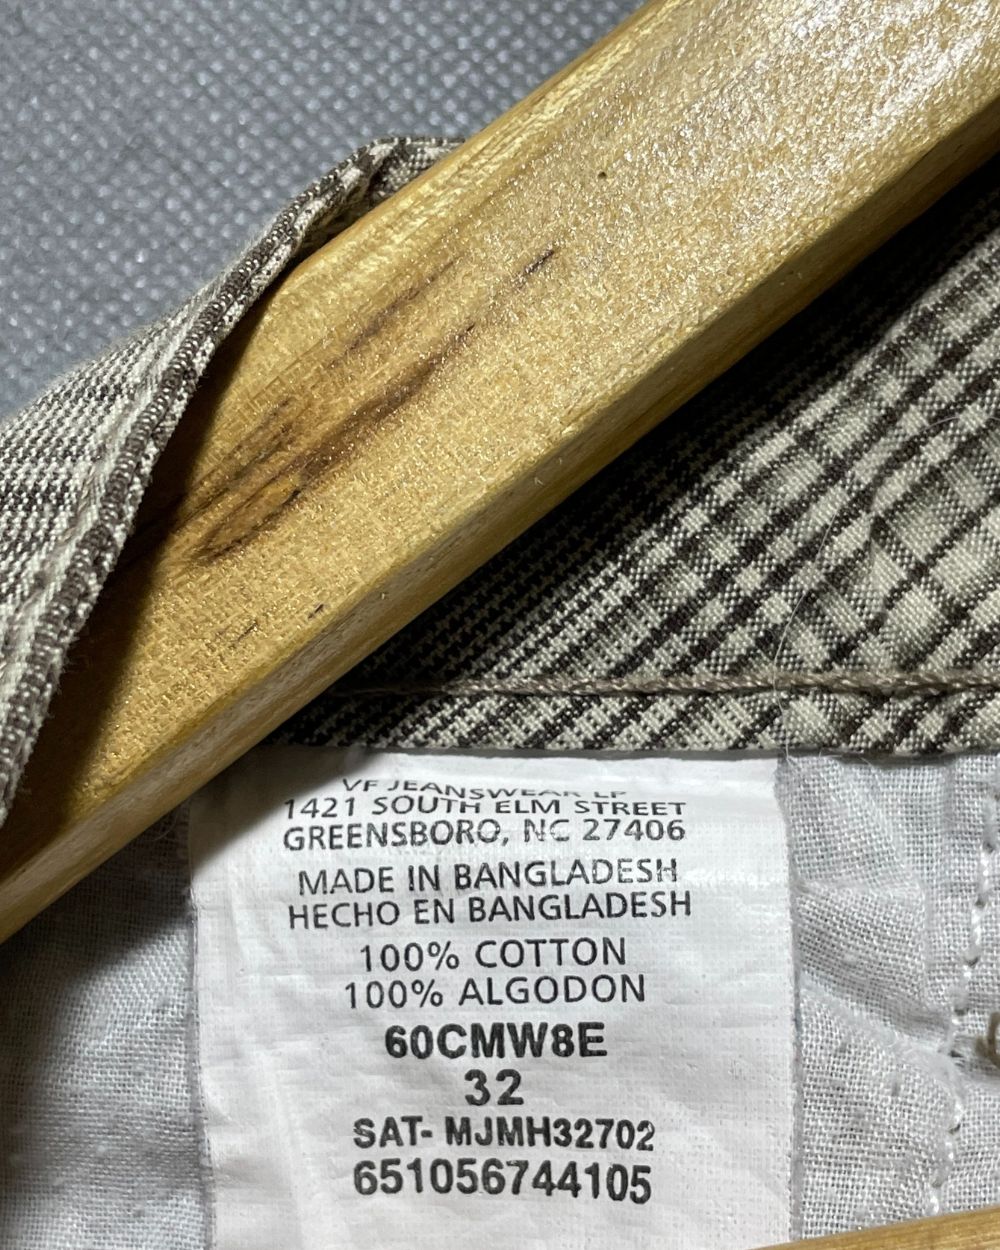 VF JEANSWEAR LP
1421 SOUTH ELM STREET
GREENSBORO, NC 27406
MADE IN BANGLADESH
HECHO EN BANGLADESH
100% COTTON
100% ALGODON
60CMW8E
32
SAT- MJMH32702
651056744105